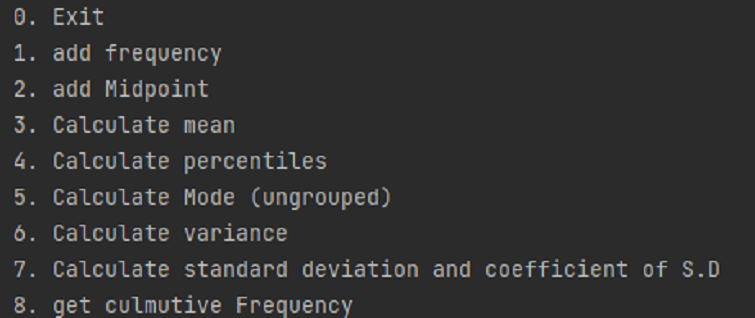 0. Exit
1. add frequency
2. add Midpoint
3. Calculate mean
4. Calculate percentiles
5. Calculate Mode (ungrouped)
6. Calculate variance
7. Calculate standard deviation and coefficient of S.D
8. get culmutive Frequency